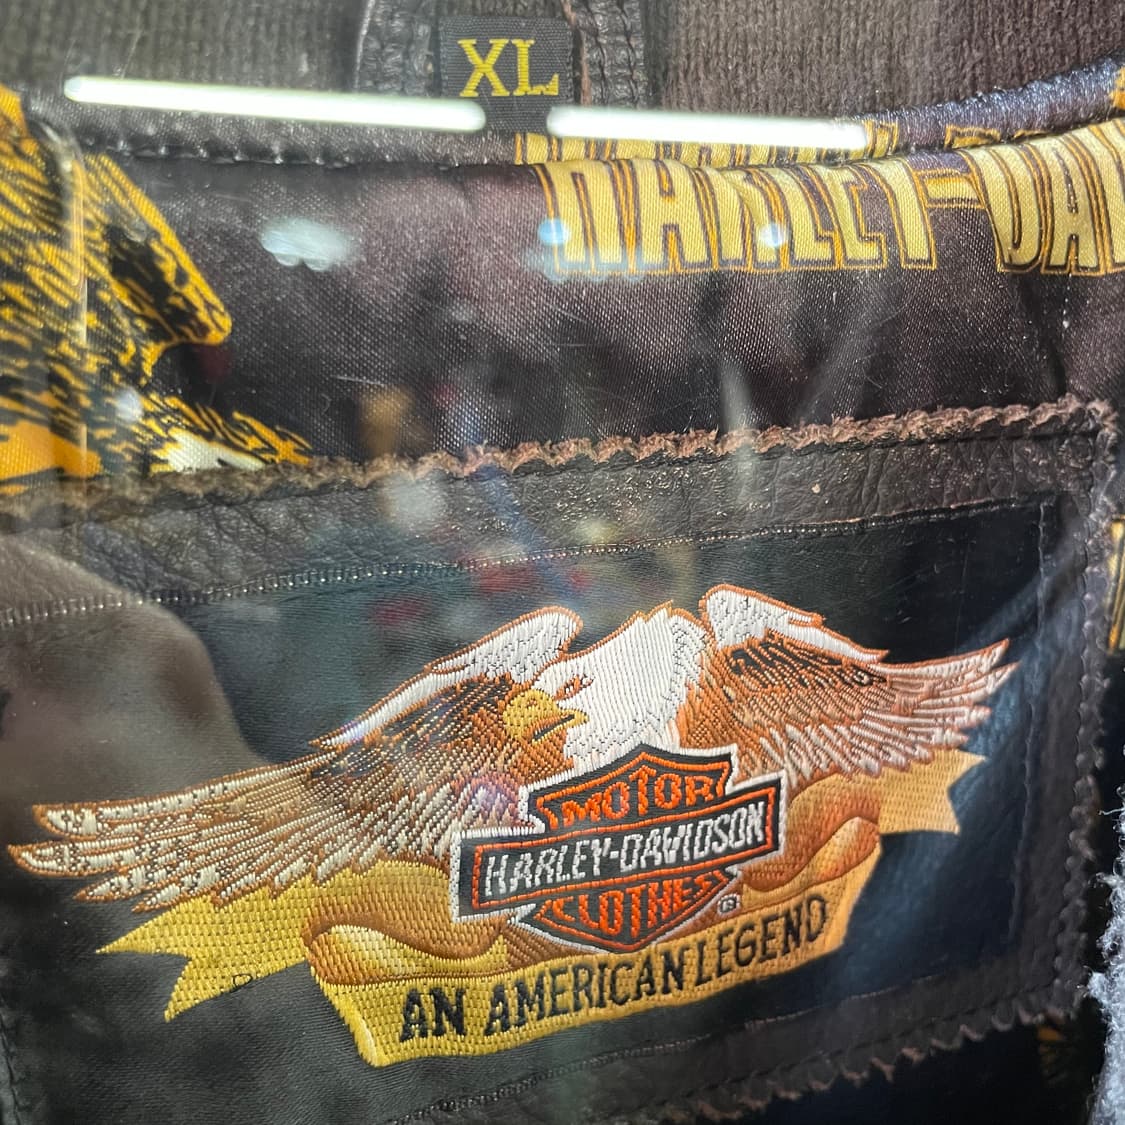 XL
HARLEY-DA
MOTOR
HARLEY-DAVIDSON
CLOTHES
®
AN AMERICAN LEGEND